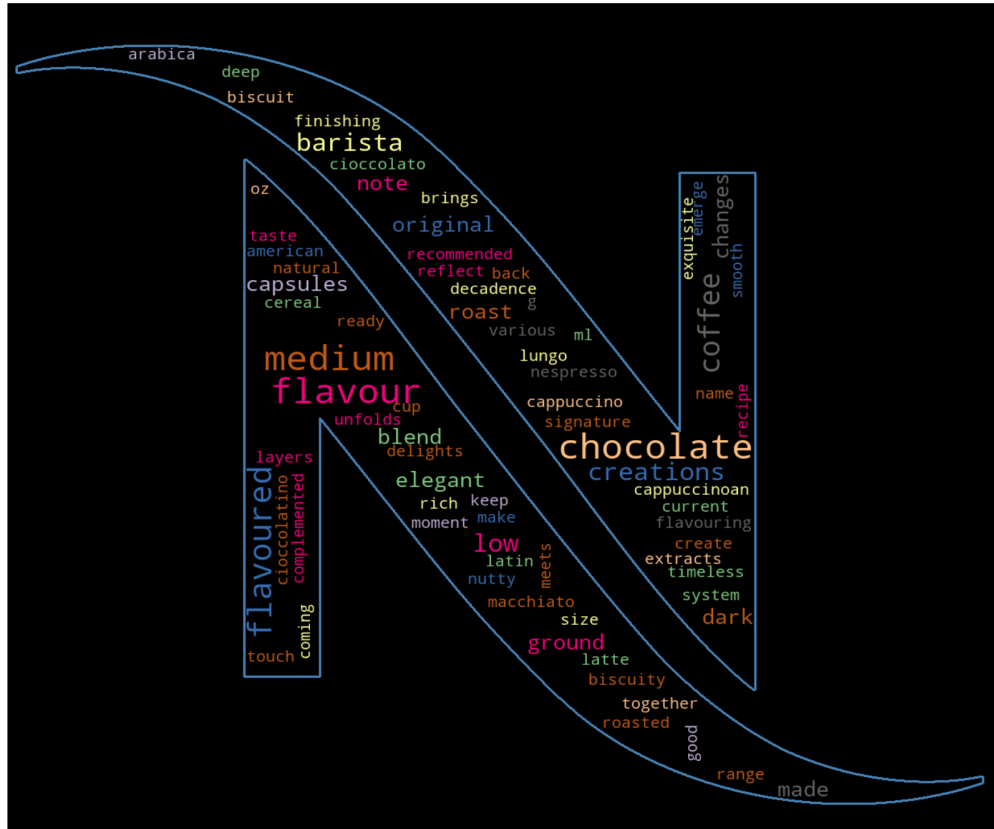 arabica
deep
biscuit
finishing
barista
cioccolato
note
oz
brings
exquisite
emerge
changes
original
taste
american
recommended
smooth
natural
reflect
back
capsules
decadence
cereal
g
roast
coffee
ready
various
ml
lungo
medium
nespresso
flavour
name
cup
cappuccino
recipe
unfolds
signature
blend
chocolate
delights
layers
creations
elegant
cappuccinoan
flavoured
cioccolatino
complemented
rich
keep
current
moment
make
flavouring
low
create
latin
meets
extracts
nutty
timeless
macchiato
system
coming
size
dark
ground
touch
latte
biscuity
together
roasted
good
range
made